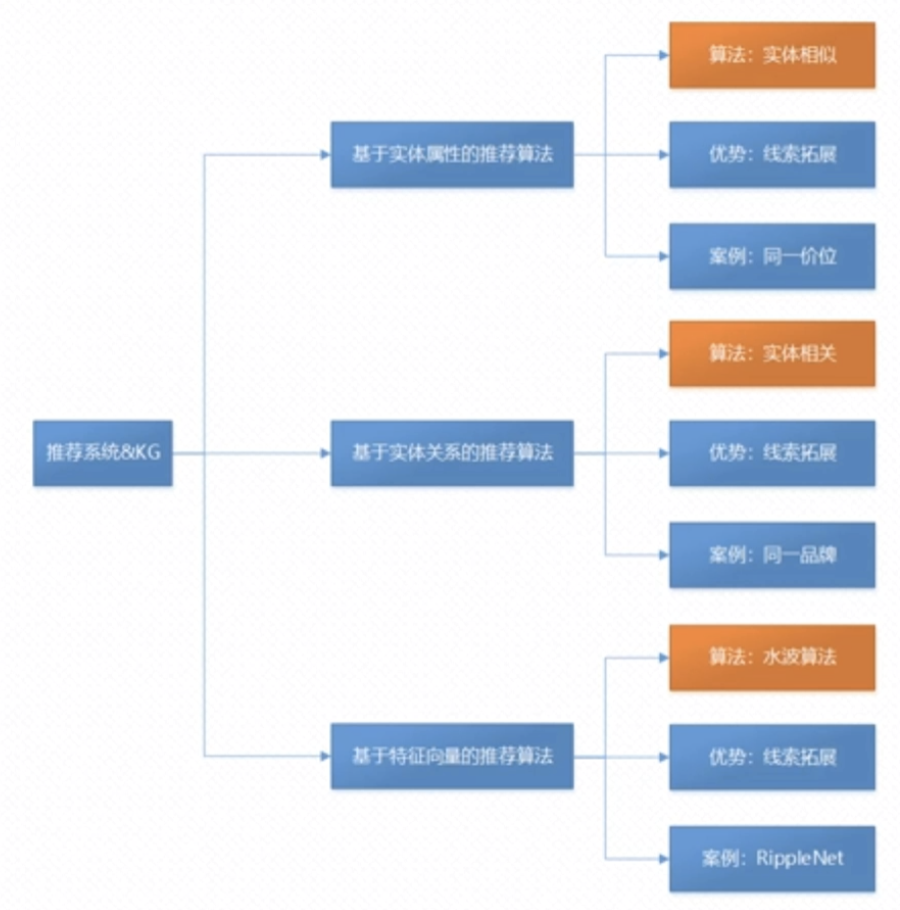 推荐系统&KG
基于实体属性的推荐算法
算法：实体相似
优势：线索拓展
案例：同一价位
基于实体关系的推荐算法
算法：实体相关
优势：线索拓展
案例：同一品牌
基于特征向量的推荐算法
算法：水波算法
优势：线索拓展
案例：RippleNet